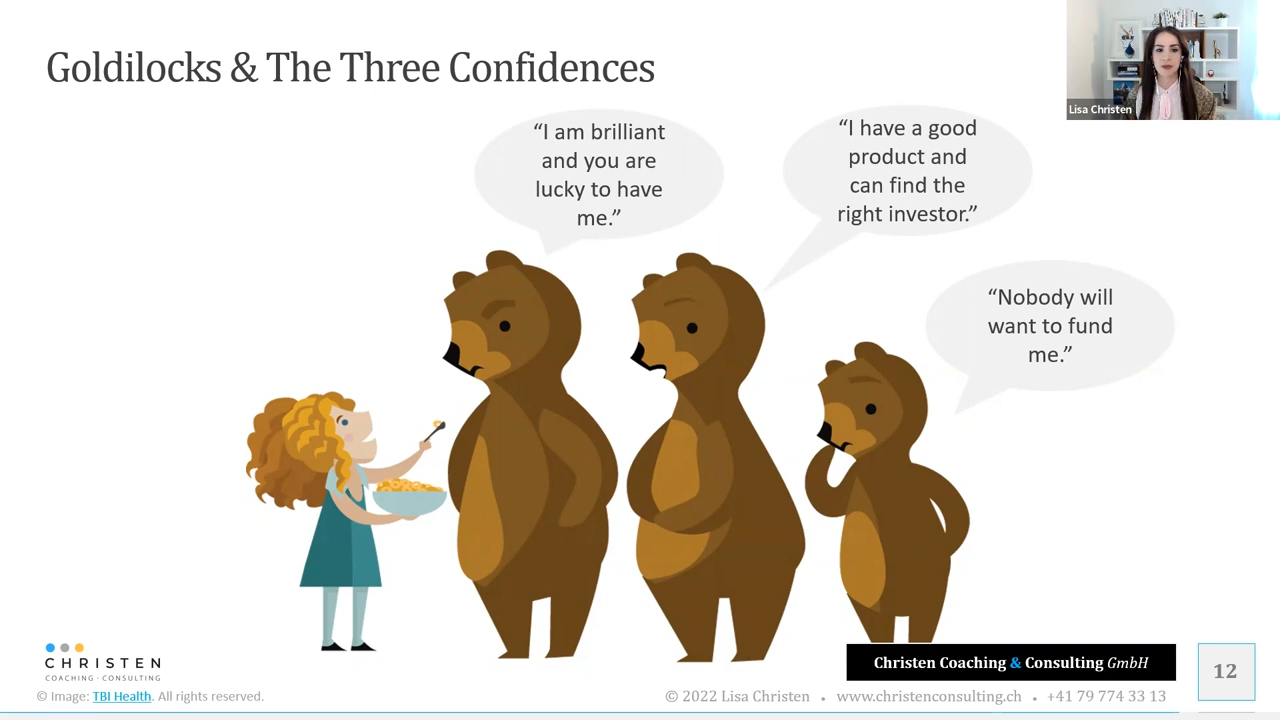 Goldilocks & The Three Confidences
Lisa Christen
“I am brilliant
and you are
lucky to have
me.”
“I have a good
product and
can find the
right investor.”
“Nobody will
want to fund
me.”
CHRISTEN
COACHING · CONSULTING
Christen Coaching & Consulting GmbH
12
© Image: TBI Health. All rights reserved.
© 2022 Lisa Christen • www.christenconsulting.ch • +41 79 774 33 13